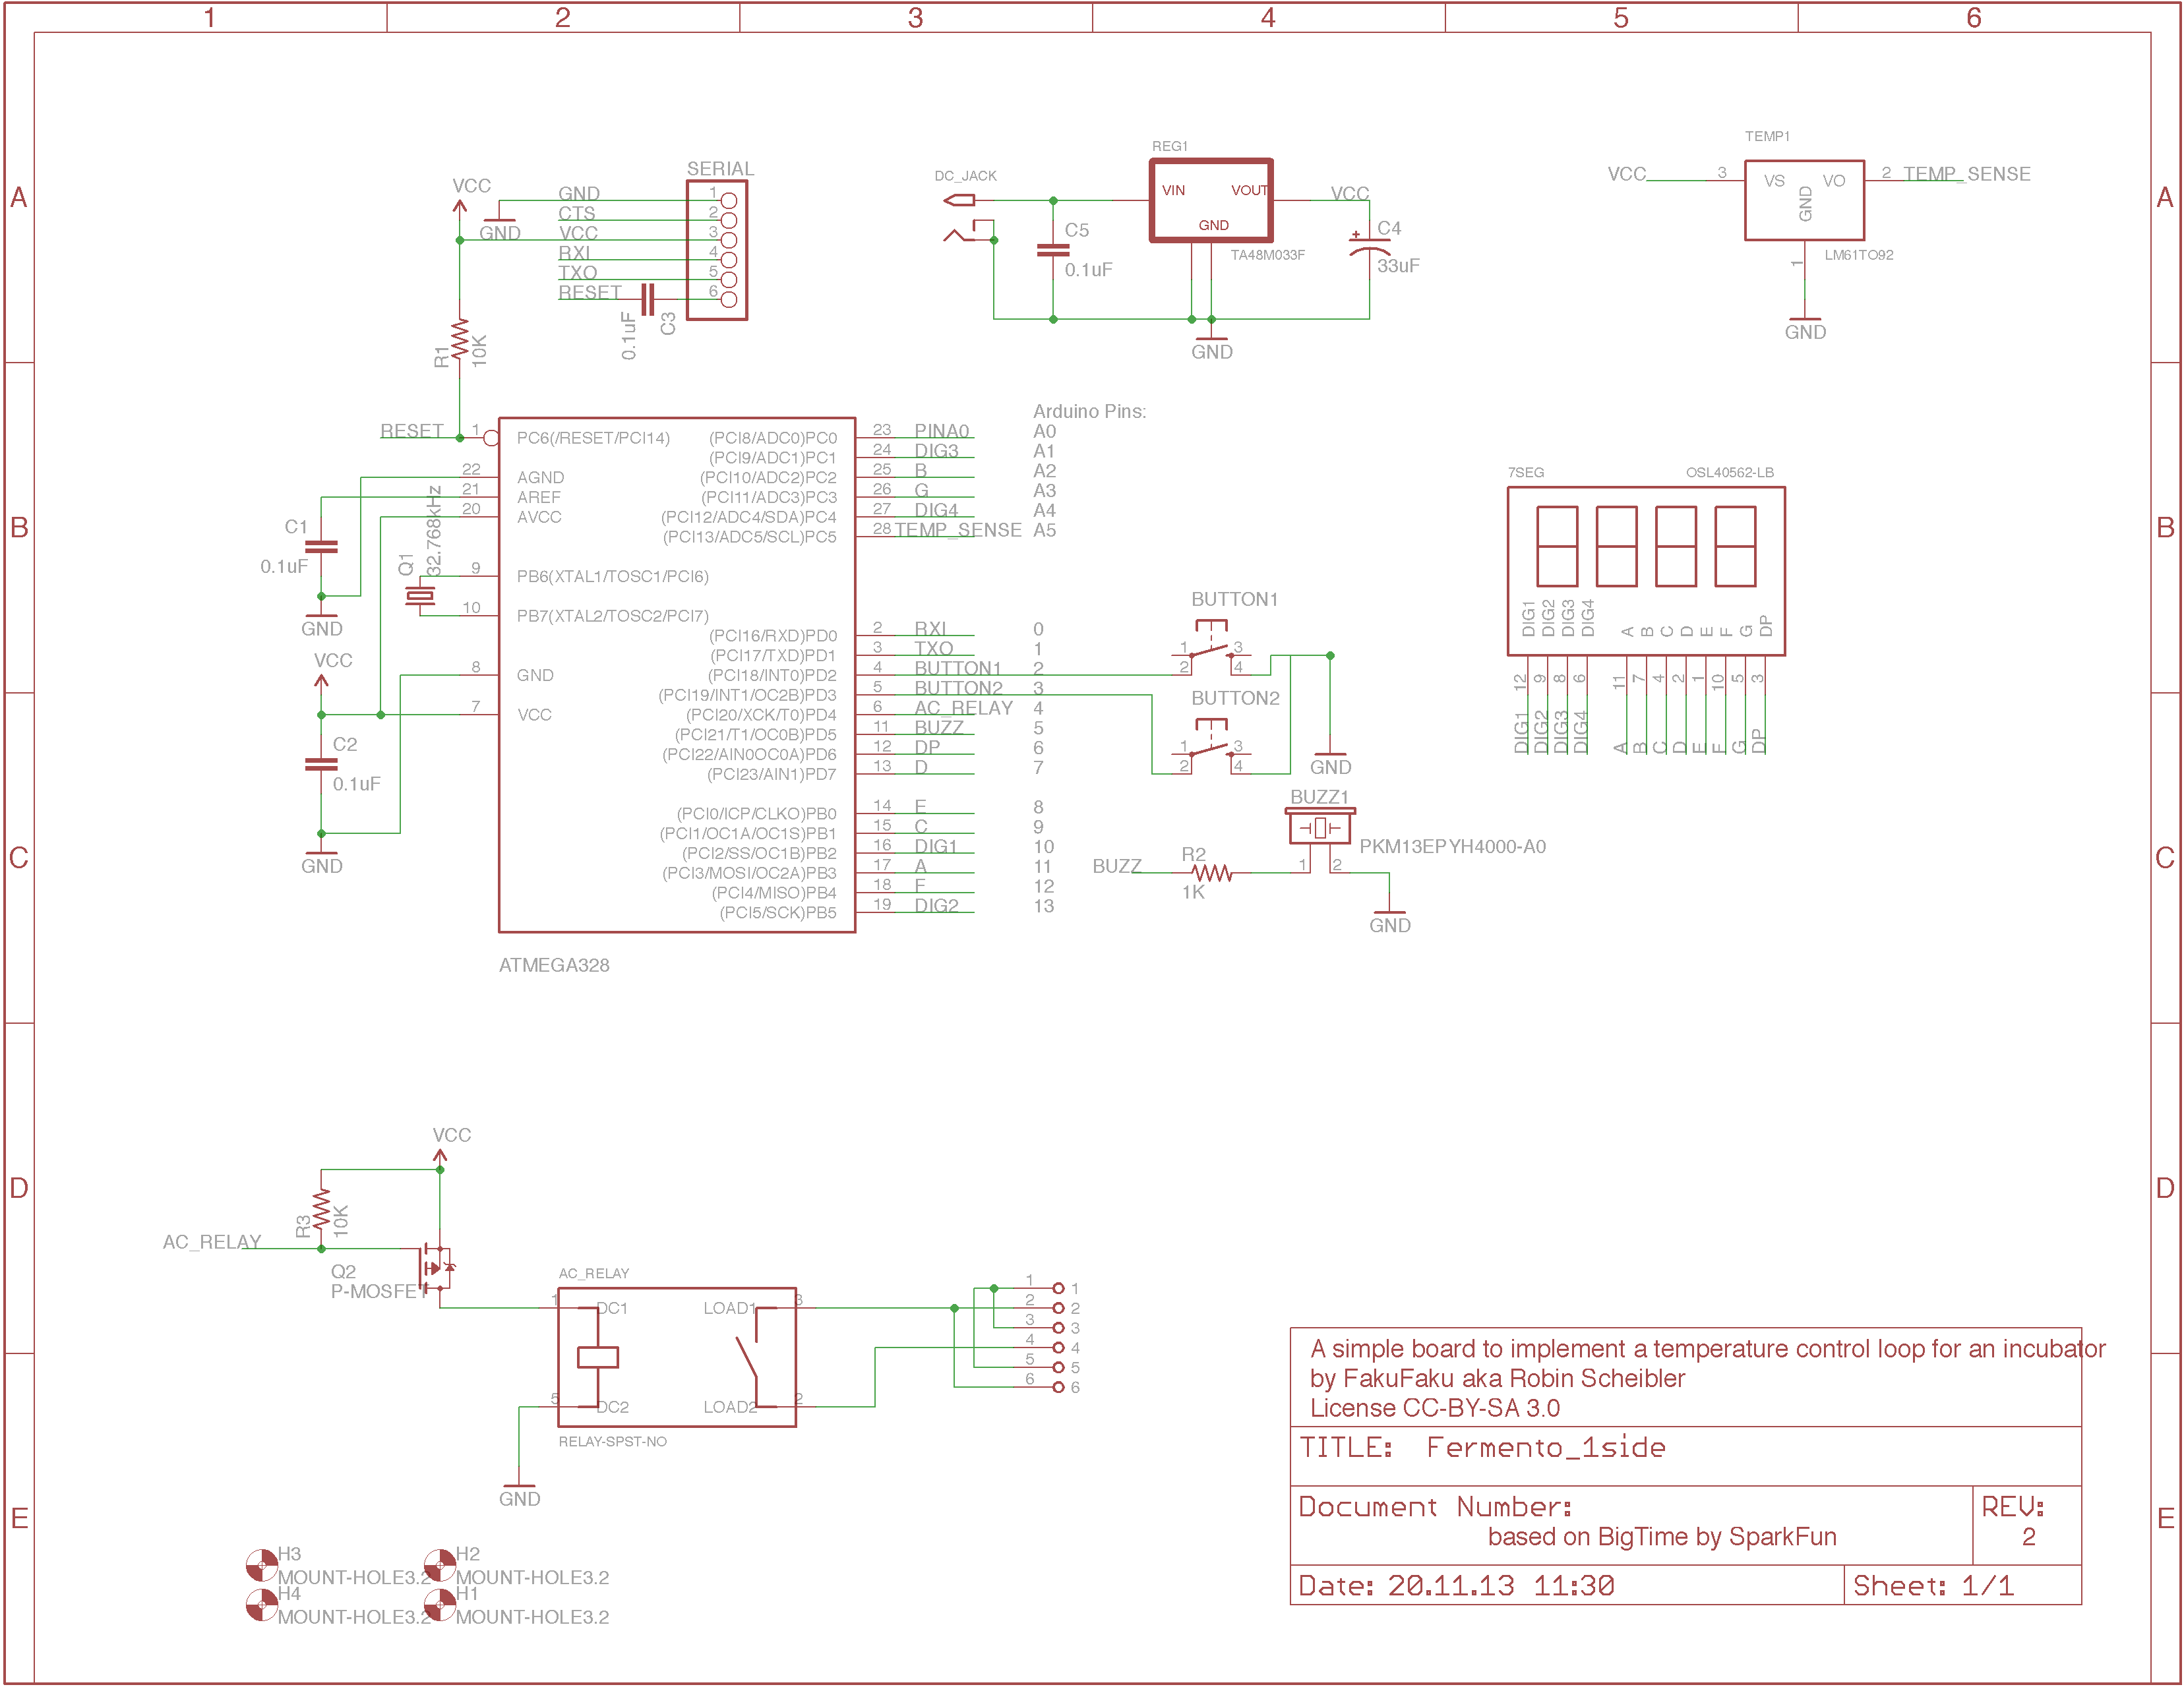 1 2 3 4 5 6
A A
B B
C C
D D
E E
VCC
SERIAL
GND 1
CTS 2
VCC 3
RXI 4
TXO 5
RESET 6
GND
0.1uF
C3
R1
10K
DC_JACK
REG1
VIN VOUT
GND
TA48M033F
VCC
C5
0.1uF
C4
+
33uF
GND
TEMP1
VCC 3 VS VO 2 TEMP_SENSE
GND
LM61TO92
1
GND
Arduino Pins:
RESET 1 PC6(/RESET/PCI14)
22 AGND
21 AREF
20 AVCC
9 PB6(XTAL1/TOSC1/PCI6)
10 PB7(XTAL2/TOSC2/PCI7)
8 GND
7 VCC
(PCI8/ADC0)PC0 23 PINA0 A0
(PCI9/ADC1)PC1 24 DIG3 A1
(PCI10/ADC2)PC2 25 B A2
(PCI11/ADC3)PC3 26 G A3
(PCI12/ADC4/SDA)PC4 27 DIG4 A4
(PCI13/ADC5/SCL)PC5 28 TEMP_SENSE A5
(PCI16/RXD)PD0 2 RXI 0
(PCI17/TXD)PD1 3 TXO 1
(PCI18/INT0)PD2 4 BUTTON1 2
(PCI19/INT1/OC2B)PD3 5 BUTTON2 3
(PCI20/XCK/T0)PD4 6 AC_RELAY 4
(PCI21/T1/OC0B)PD5 11 BUZZ 5
(PCI22/AIN0OC0A)PD6 12 DP 6
(PCI23/AIN1)PD7 13 D 7
(PCI0/ICP/CLKO)PB0 14 E 8
(PCI1/OC1A/OC1S)PB1 15 C 9
(PCI2/SS/OC1B)PB2 16 DIG1 10
(PCI3/MOSI/OC2A)PB3 17 A 11
(PCI4/MISO)PB4 18 F 12
(PCI5/SCK)PB5 19 DIG2 13
ATMEGA328
C1
0.1uF
GND
Q1
32.768kHz
VCC
C2
0.1uF
GND
BUTTON1
1 3
2 4
BUTTON2
1 3
2 4
GND
BUZZ1
PKM13EPYH4000-A0
BUZZ R2 1 2
1K
GND
7SEG OSL40562-LB
DIG1 DIG2 DIG3 DIG4 A B C D E F G DP
12 9 8 6 11 7 4 2 1 10 5 3
DIG1 DIG2 DIG3 DIG4 A B C D E F G DP
VCC
R3
10K
AC_RELAY
Q2
P-MOSFET
AC_RELAY
1 DC1 LOAD1 3
5 DC2 LOAD2 2
RELAY-SPST-NO
GND
1 1
2 2
3 3
4 4
5 5
6 6
H3
MOUNT-HOLE3.2
H2
MOUNT-HOLE3.2
H4
MOUNT-HOLE3.2
H1
MOUNT-HOLE3.2
A simple board to implement a temperature control loop for an incubator
by FakuFaku aka Robin Scheibler
License CC-BY-SA 3.0
TITLE: Fermento_1side
Document Number:
based on BigTime by SparkFun
REV:
2
Date: 20.11.13 11:30
Sheet: 1/1